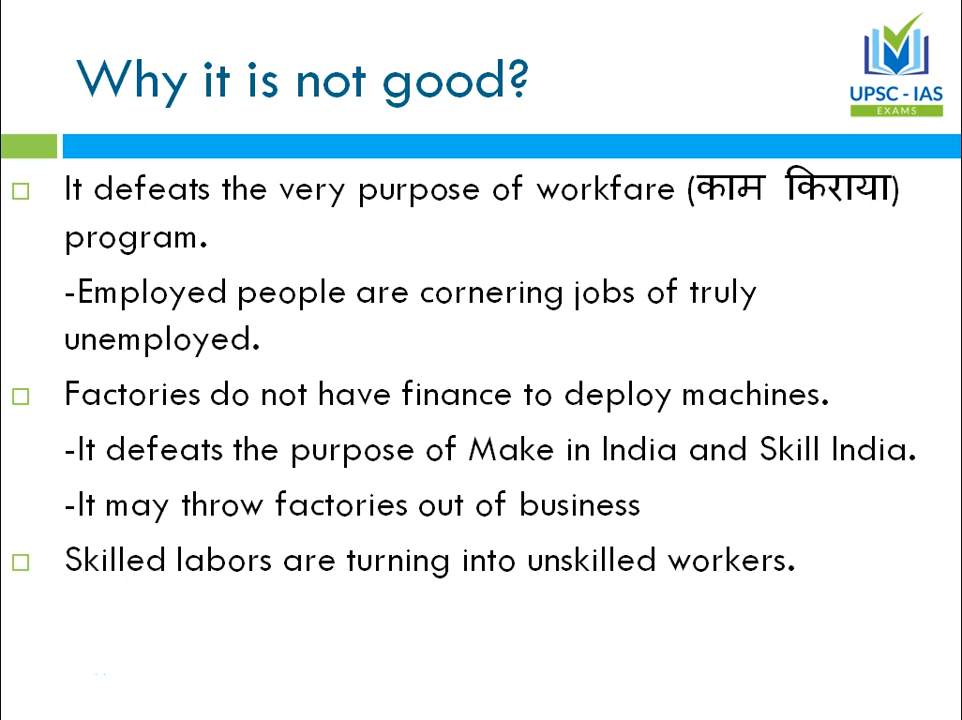 Why it is not good?
UPSC - IAS
EXAMS
It defeats the very purpose of workfare (काम किराया)
program.
-Employed people are cornering jobs of truly
unemployed.
Factories do not have finance to deploy machines.
-It defeats the purpose of Make in India and Skill India.
-It may throw factories out of business
Skilled labors are turning into unskilled workers.